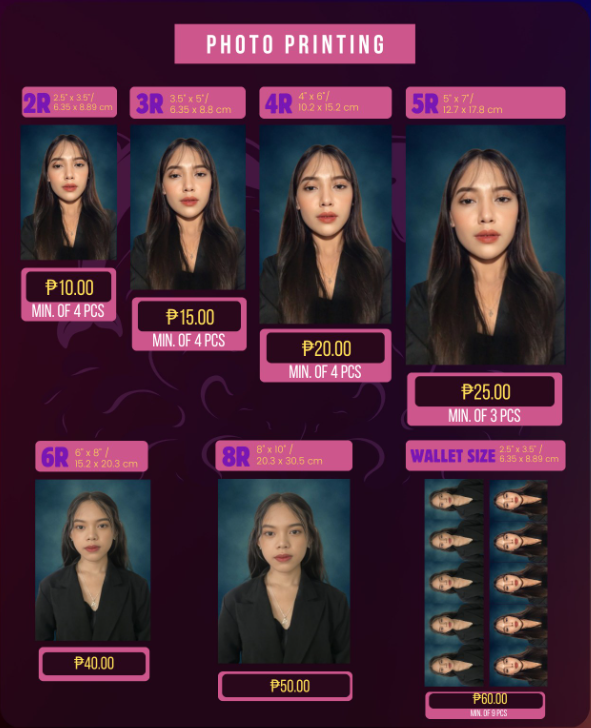 PHOTO PRINTING
2R 2.5" x 3.5"/
6.35 x 8.89 cm
3R 3.5" x 5"/
6.35 x 8.8 cm
4R 4" x 6"/
10.2 x 15.2 cm
5R 5" x 7"/
12.7 x 17.8 cm
₱10.00
MIN. OF 4 PCS
₱15.00
MIN. OF 4 PCS
₱20.00
MIN. OF 4 PCS
₱25.00
MIN. OF 3 PCS
6R 6" x 8"/
15.2 x 20.3 cm
8R 8" x 10"/
20.3 x 30.5 cm
WALLET SIZE 2.5" x 3.5"/
6.35 x 8.89 cm
₱40.00
₱50.00
₱60.00
MIN. OF 9 PCS